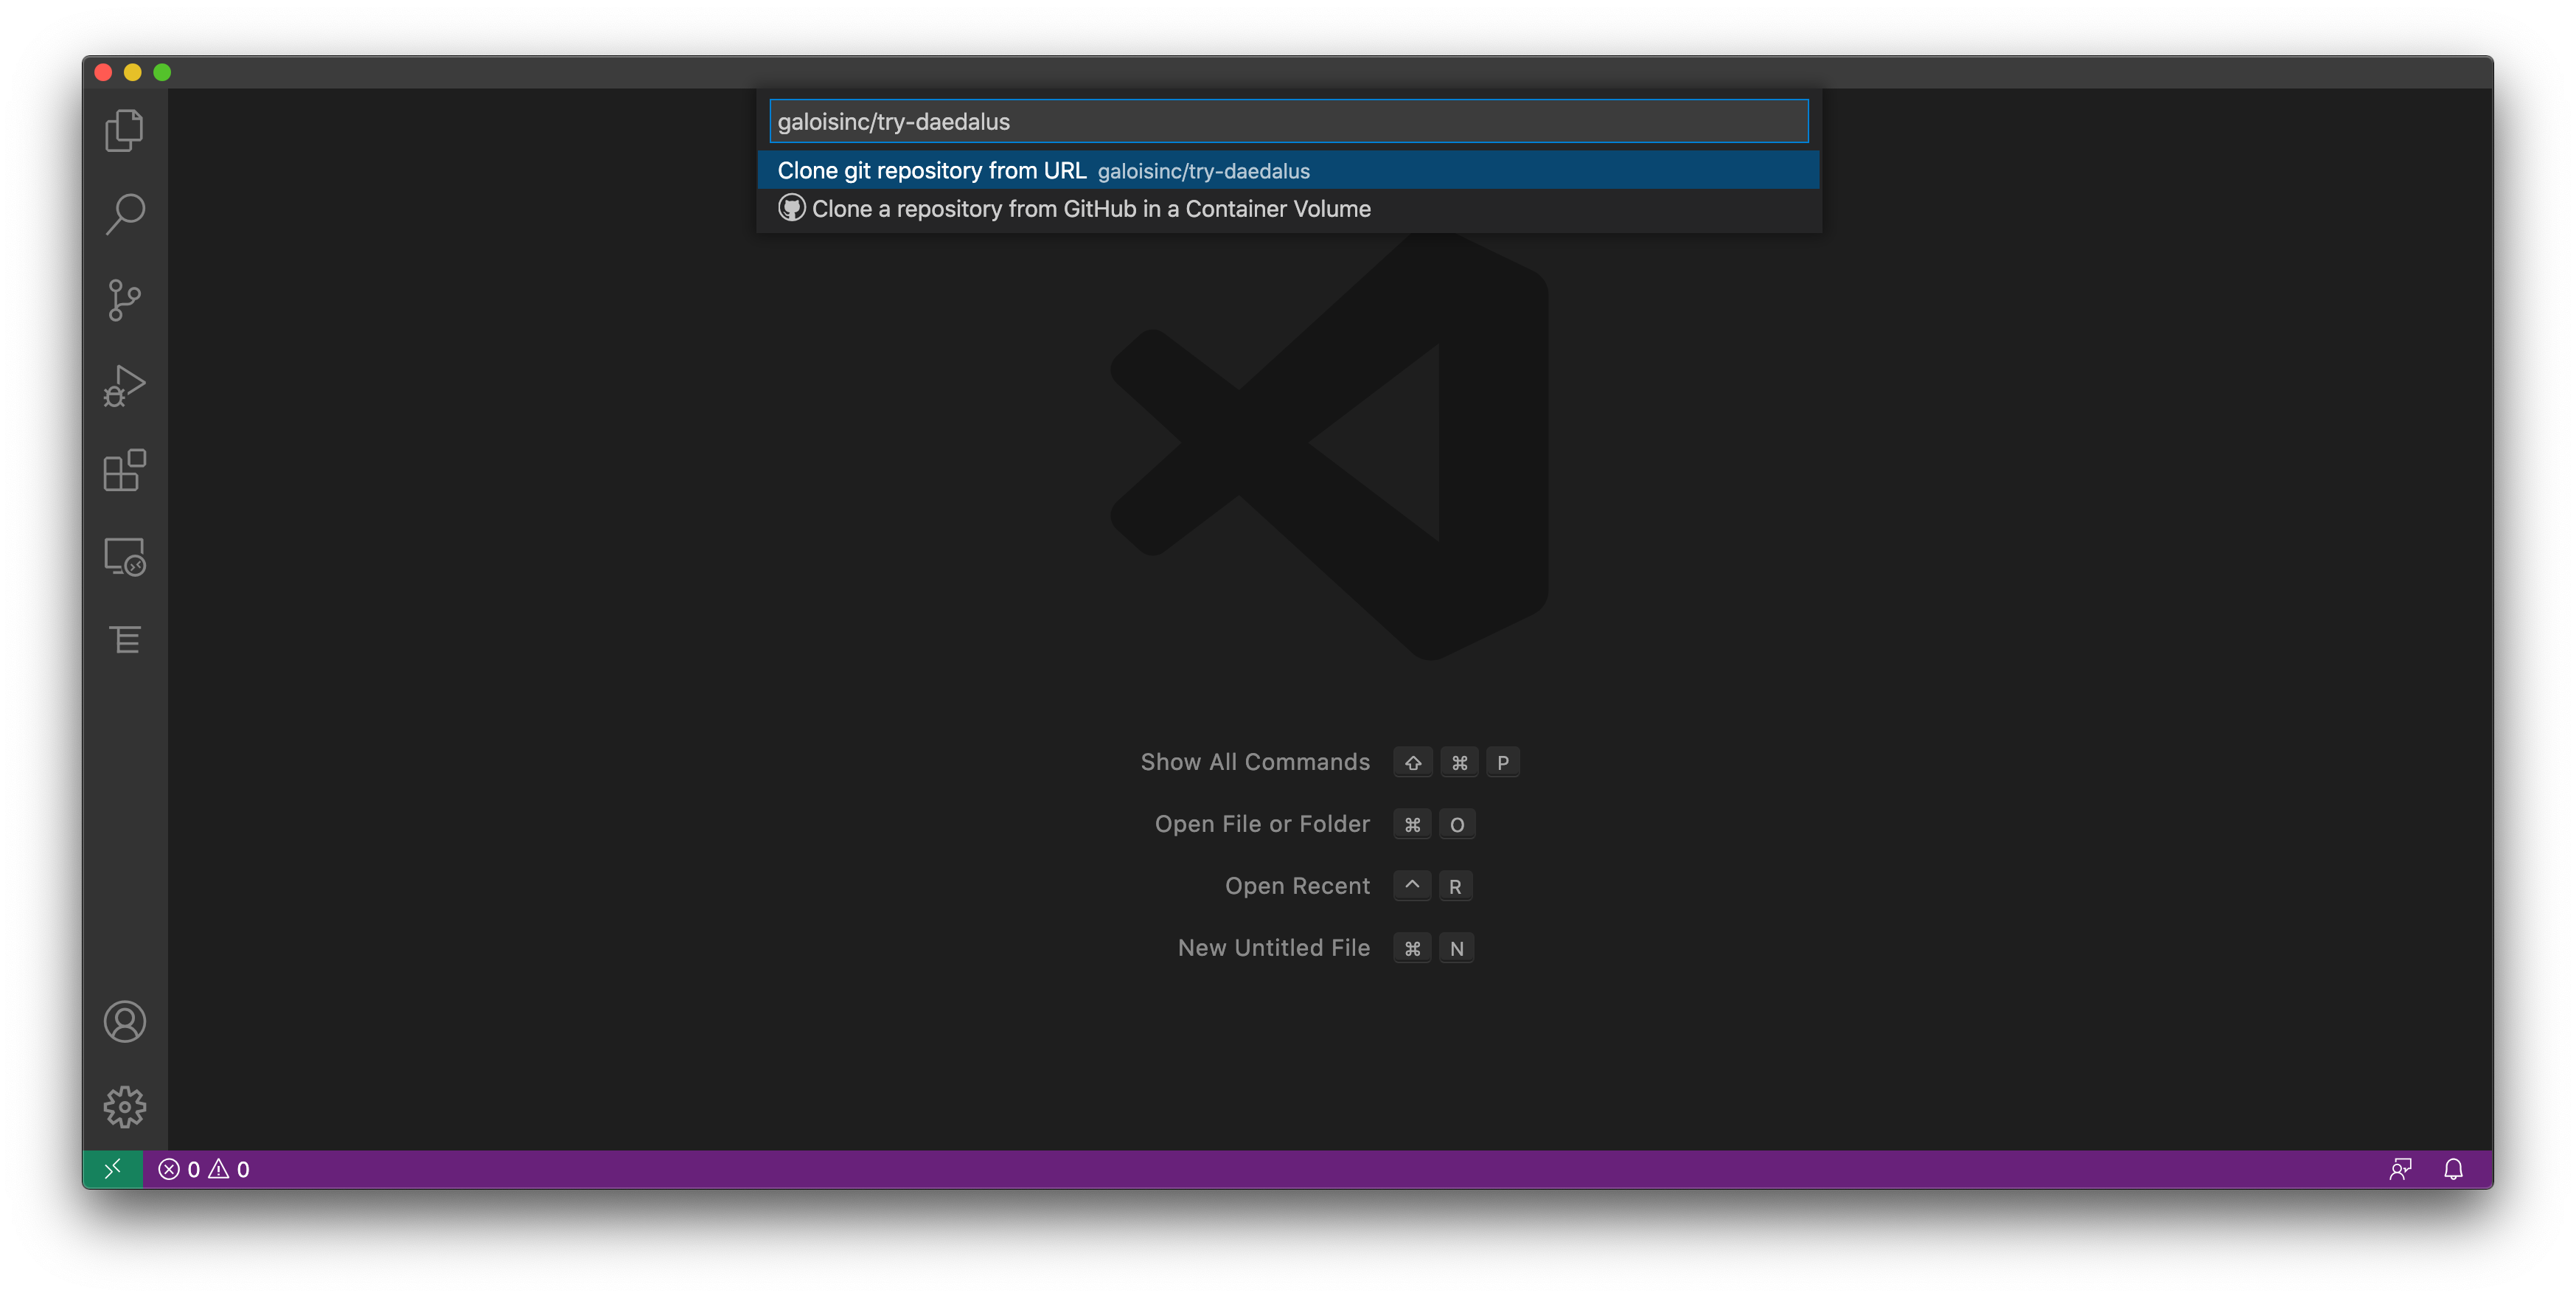 galoisinc/try-daedalus
Clone git repository from URL galoisinc/try-daedalus
Clone a repository from GitHub in a Container Volume
Show All Commands ⇧ ⌘ P
Open File or Folder ⌘ O
Open Recent ^ R
New Untitled File ⌘ N
0 0